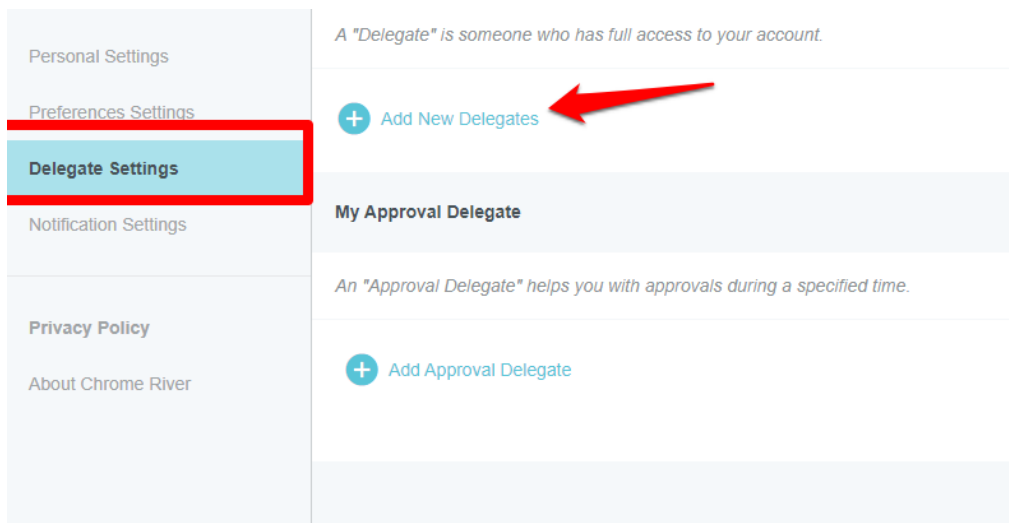 Personal Settings
Preferences Settings
Delegate Settings
Notification Settings
Privacy Policy
About Chrome River
A "Delegate" is someone who has full access to your account.
Add New Delegates
My Approval Delegate
An "Approval Delegate" helps you with approvals during a specified time.
Add Approval Delegate